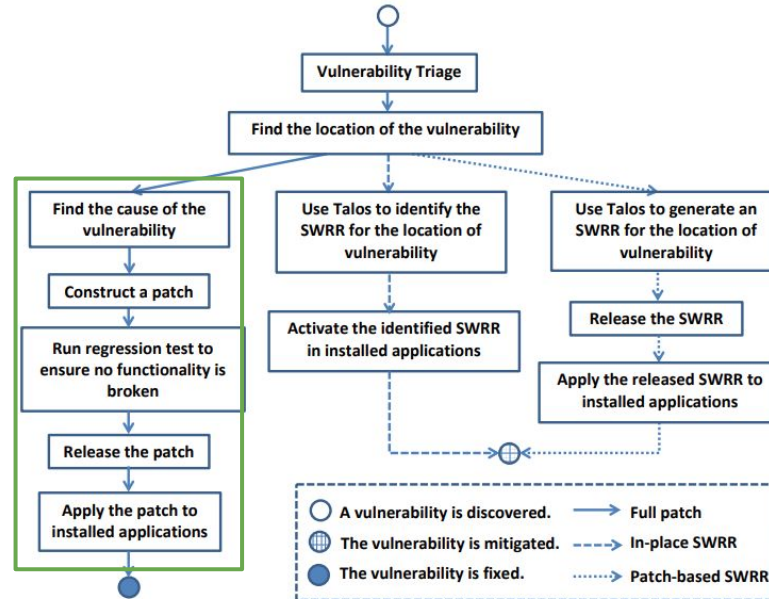 Vulnerability Triage
Find the location of the vulnerability
Find the cause of the
vulnerability
Construct a patch
Run regression test to
ensure no functionality is
broken
Release the patch
Apply the patch to
installed applications
Use Talos to identify the
SWRR for the location of
vulnerability
Activate the identified SWRR
in installed applications
Use Talos to generate an
SWRR for the location of
vulnerability
Release the SWRR
Apply the released SWRR to
installed applications
A vulnerability is discovered.
The vulnerability is mitigated.
The vulnerability is fixed.
Full patch
In-place SWRR
Patch-based SWRR